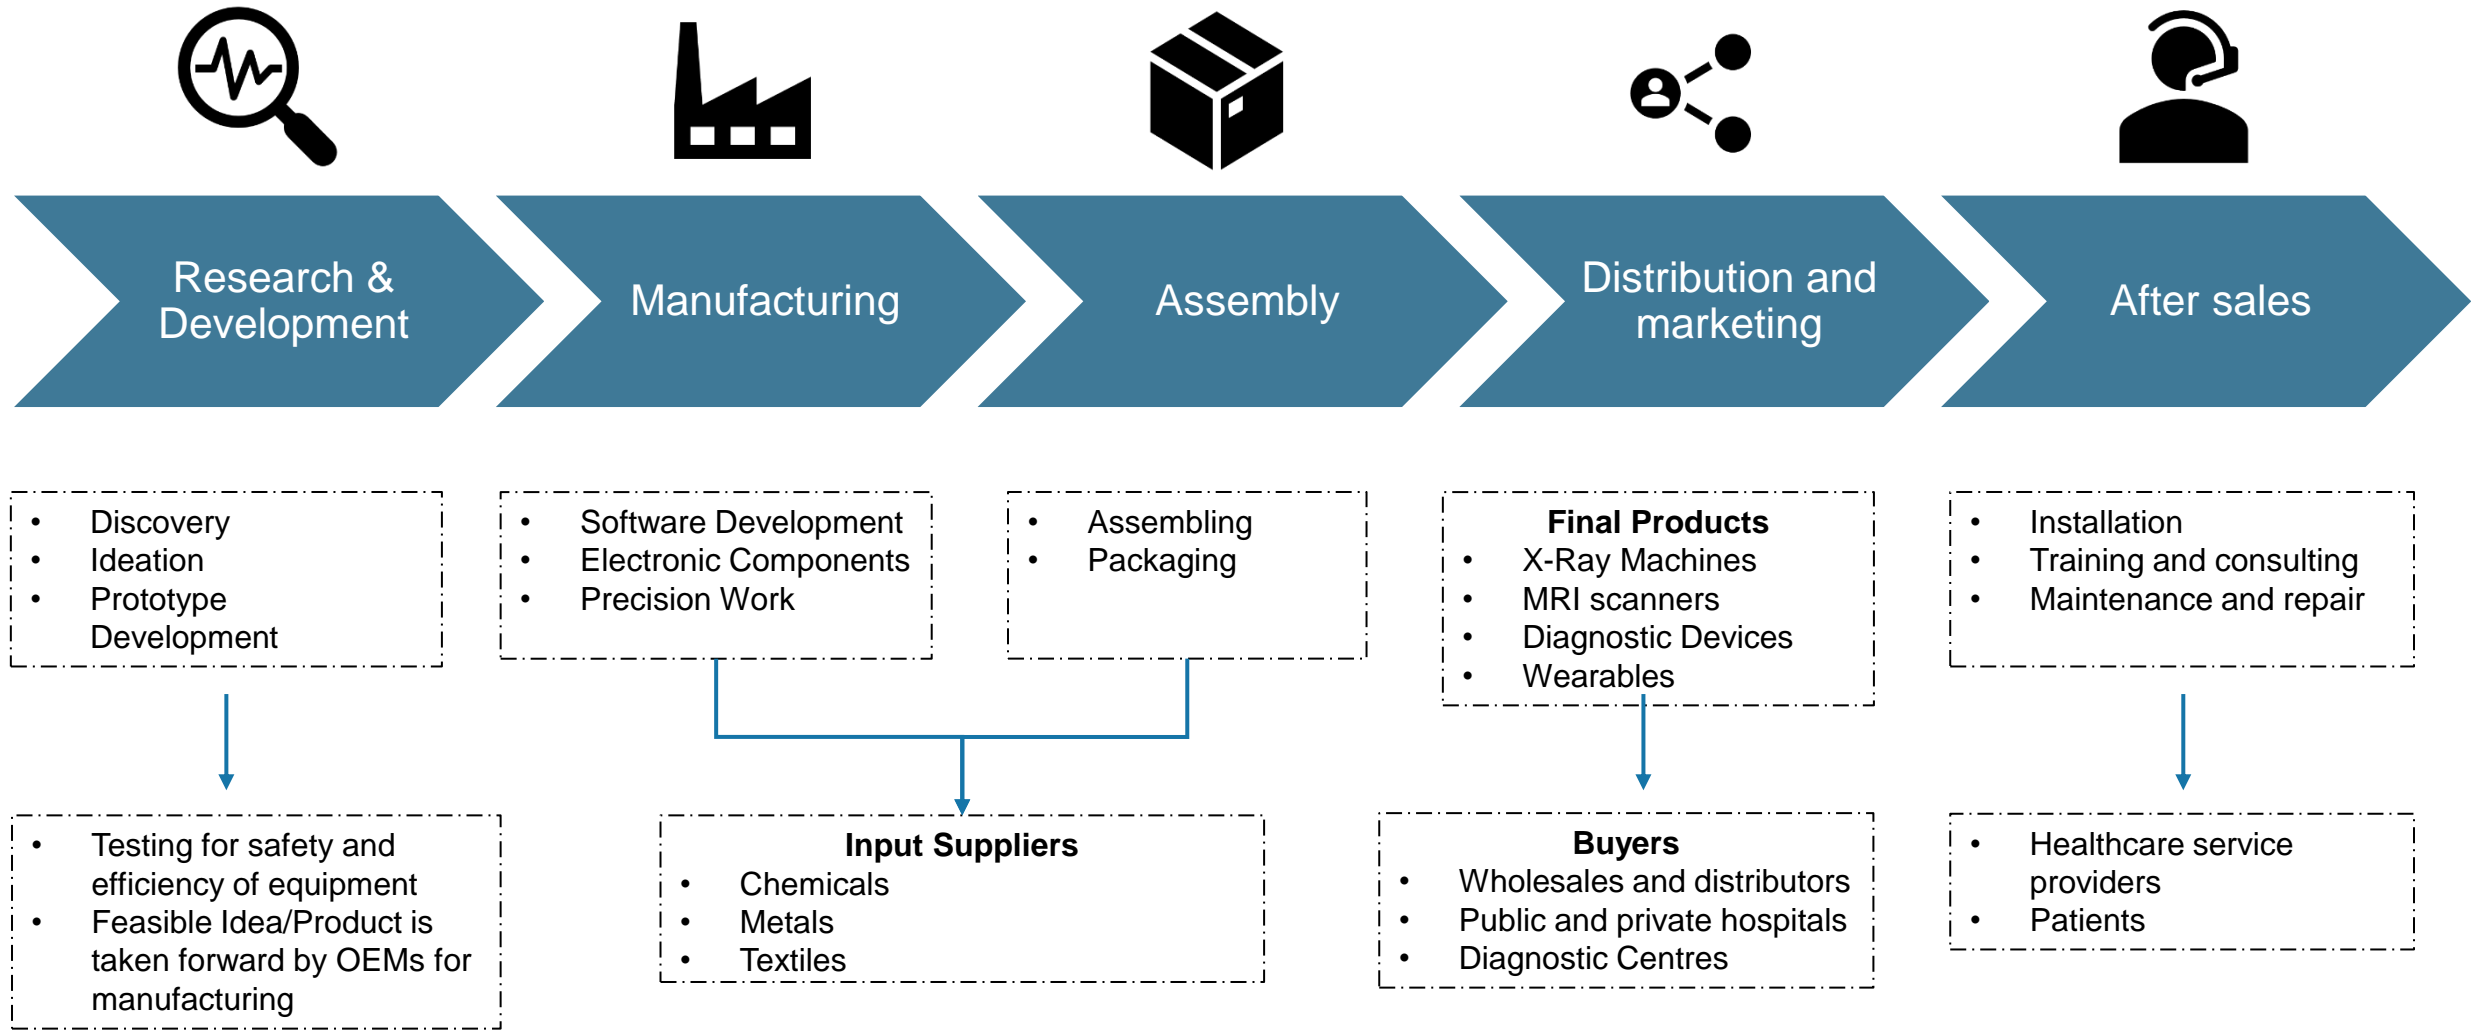 Research &
Development
Manufacturing
Assembly
Distribution and
marketing
After sales
• Discovery
• Ideation
• Prototype
Development
• Software Development
• Electronic Components
• Precision Work
• Assembling
• Packaging
Final Products
• X-Ray Machines
• MRI scanners
• Diagnostic Devices
• Wearables
• Installation
• Training and consulting
• Maintenance and repair
• Testing for safety and
efficiency of equipment
• Feasible Idea/Product is
taken forward by OEMs for
manufacturing
Input Suppliers
• Chemicals
• Metals
• Textiles
Buyers
• Wholesales and distributors
• Public and private hospitals
• Diagnostic Centres
• Healthcare service
providers
• Patients